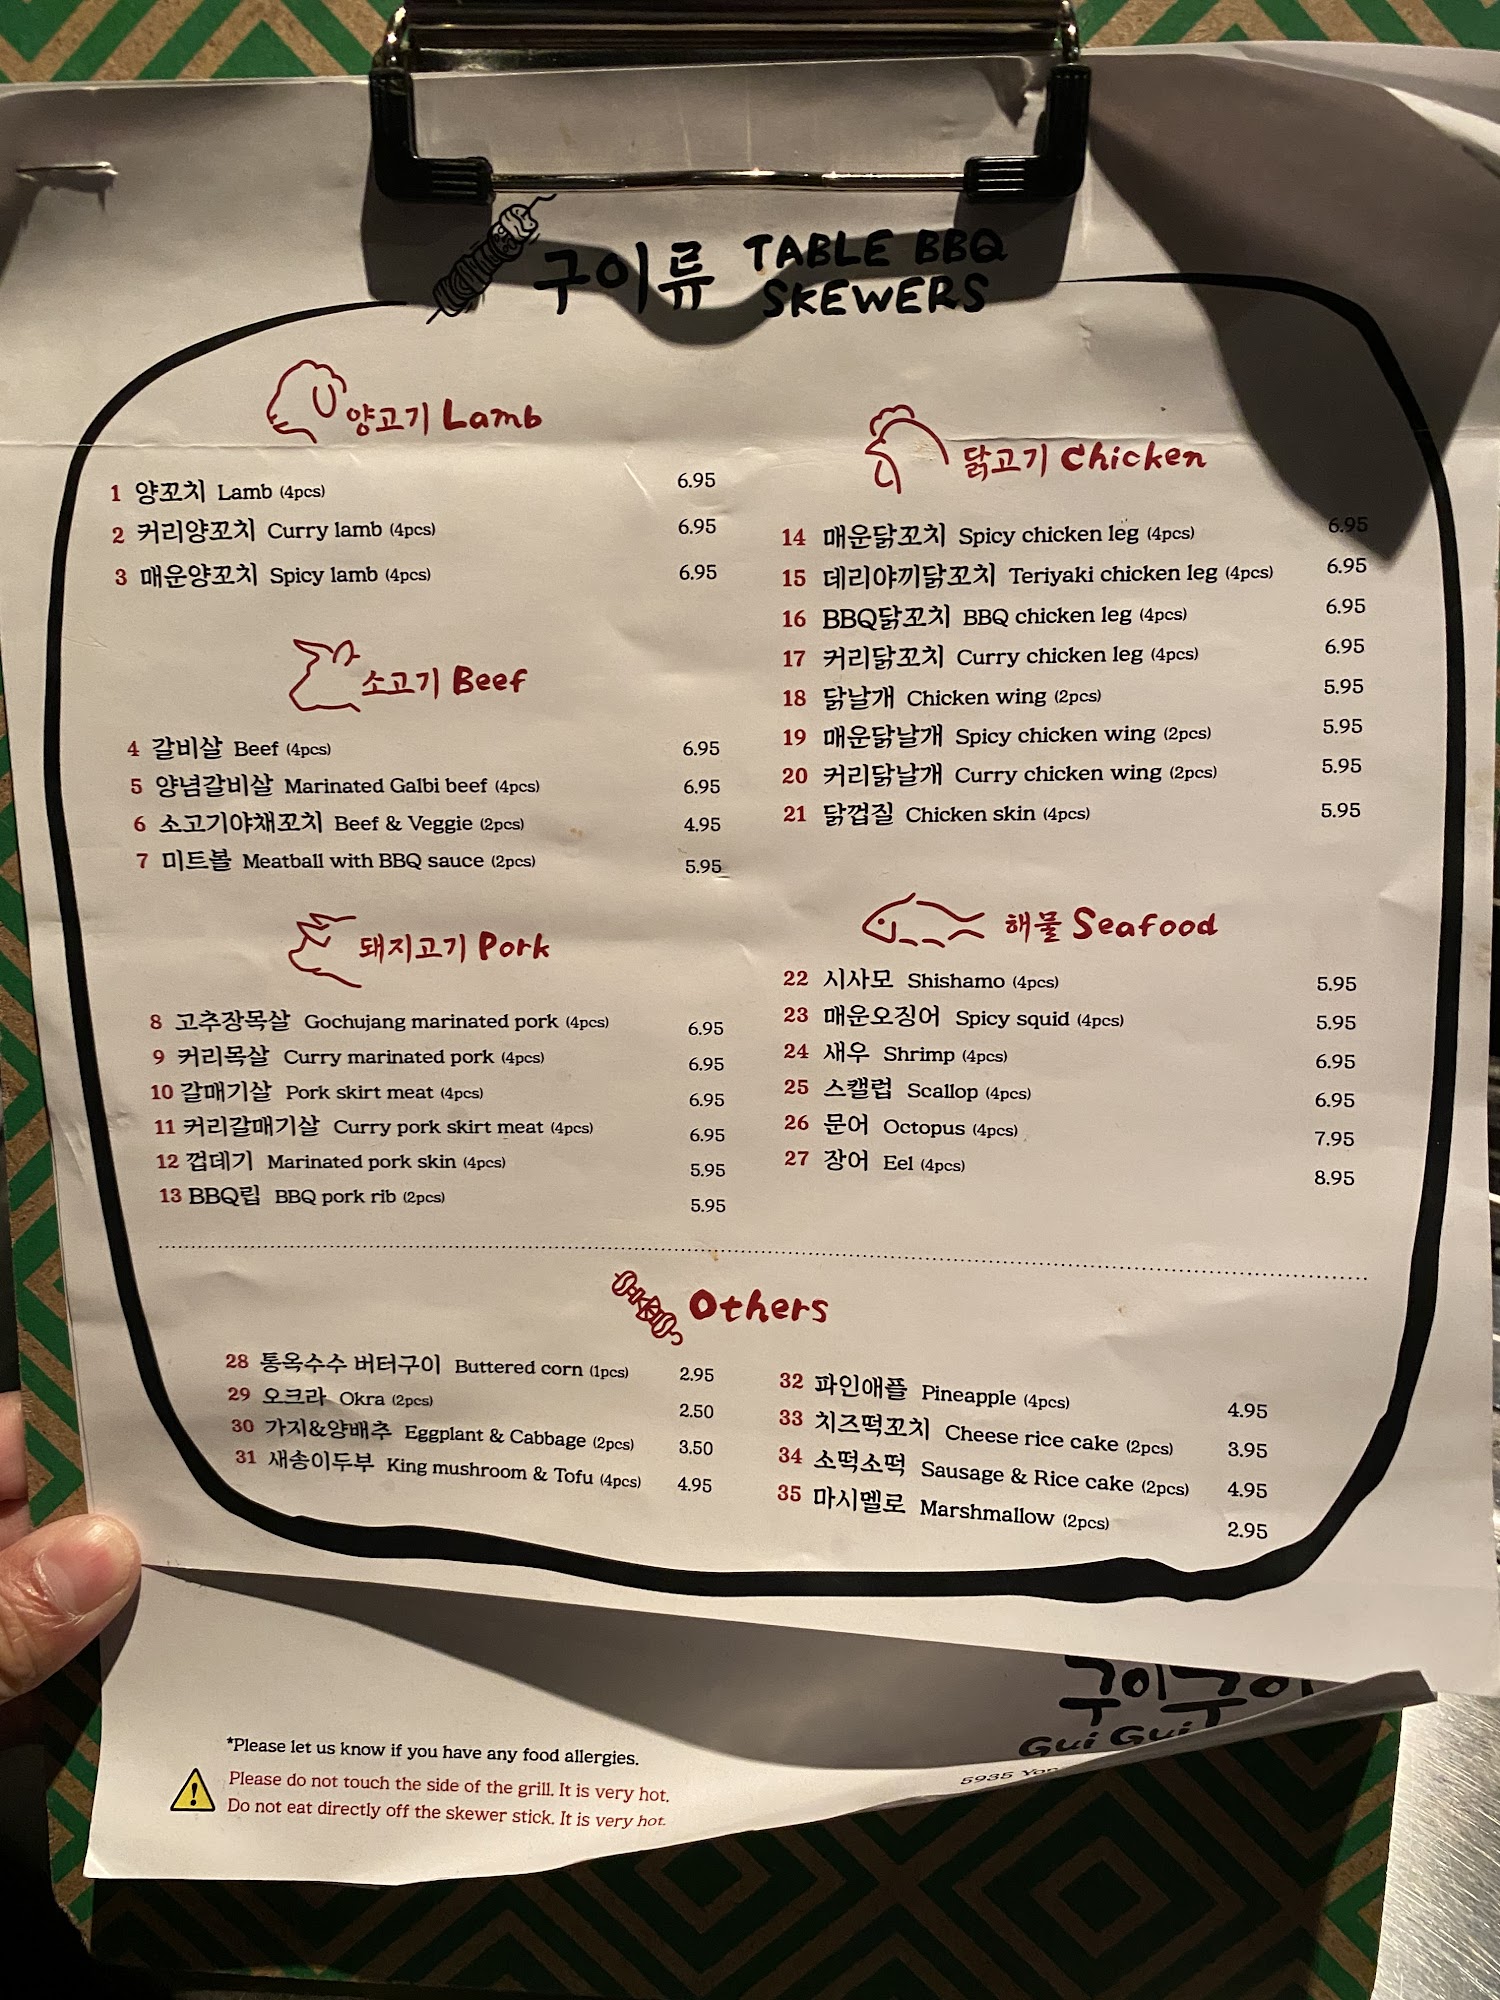 구이류 TABLE BBQ
SKEWERS
양고기 Lamb
1 양꼬치 Lamb (4pcs) 6.95
2 커리양꼬치 Curry lamb (4pcs) 6.95
3 매운양꼬치 Spicy lamb (4pcs) 6.95
소고기 Beef
4 갈비살 Beef (4pcs) 6.95
5 양념갈비살 Marinated Galbi beef (4pcs) 6.95
6 소고기야채꼬치 Beef & Veggie (2pcs) 4.95
7 미트볼 Meatball with BBQ sauce (2pcs) 5.95
돼지고기 Pork
8 고추장목살 Gochujang marinated pork (4pcs) 6.95
9 커리목살 Curry marinated pork (4pcs) 6.95
10 갈매기살 Pork skirt meat (4pcs) 6.95
11 커리갈매기살 Curry pork skirt meat (4pcs) 6.95
12 껍데기 Marinated pork skin (4pcs) 5.95
13 BBQ립 BBQ pork rib (2pcs) 5.95
닭고기 Chicken
14 매운닭꼬치 Spicy chicken leg (4pcs) 6.95
15 데리야끼닭꼬치 Teriyaki chicken leg (4pcs) 6.95
16 BBQ닭꼬치 BBQ chicken leg (4pcs) 6.95
17 커리닭꼬치 Curry chicken leg (4pcs) 6.95
18 닭날개 Chicken wing (2pcs) 5.95
19 매운닭날개 Spicy chicken wing (2pcs) 5.95
20 커리닭날개 Curry chicken wing (2pcs) 5.95
21 닭껍질 Chicken skin (4pcs) 5.95
해물 Seafood
22 시사모 Shishamo (4pcs) 5.95
23 매운오징어 Spicy squid (4pcs) 5.95
24 새우 Shrimp (4pcs) 6.95
25 스캘럽 Scallop (4pcs) 6.95
26 문어 Octopus (4pcs) 7.95
27 장어 Eel (4pcs) 8.95
Others
28 통옥수수 버터구이 Buttered corn (1pcs) 2.95
29 오크라 Okra (2pcs) 2.50
30 가지&양배추 Eggplant & Cabbage (2pcs) 3.50
31 새송이두부 King mushroom & Tofu (4pcs) 4.95
32 파인애플 Pineapple (4pcs) 4.95
33 치즈떡꼬치 Cheese rice cake (2pcs) 3.95
34 소떡소떡 Sausage & Rice cake (2pcs) 4.95
35 마시멜로 Marshmallow (2pcs) 2.95
구이구이
Gui Gui
5935
*Please let us know if you have any food allergies.
Please do not touch the side of the grill. It is very hot.
Do not eat directly off the skewer stick. It is very hot.